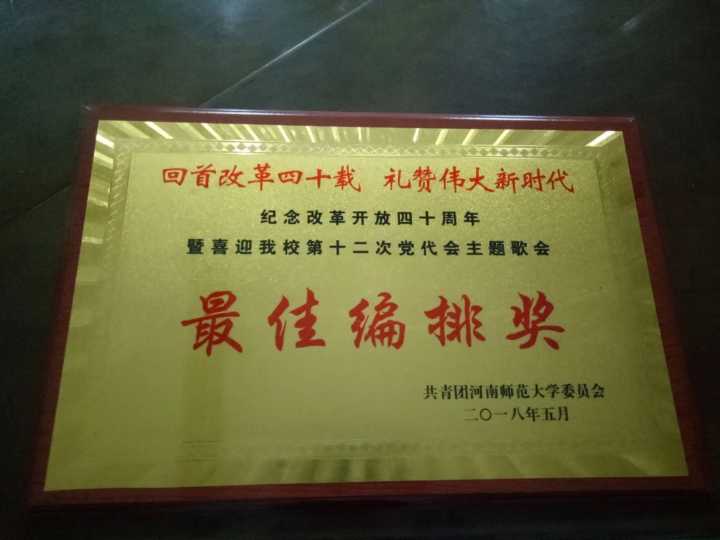 回首改革四十载 礼赞伟大新时代
纪念改革开放四十周年
暨喜迎我校第十二次党代会主题歌会
最佳编排奖
共青团河南师范大学委员会
二〇一八年五月